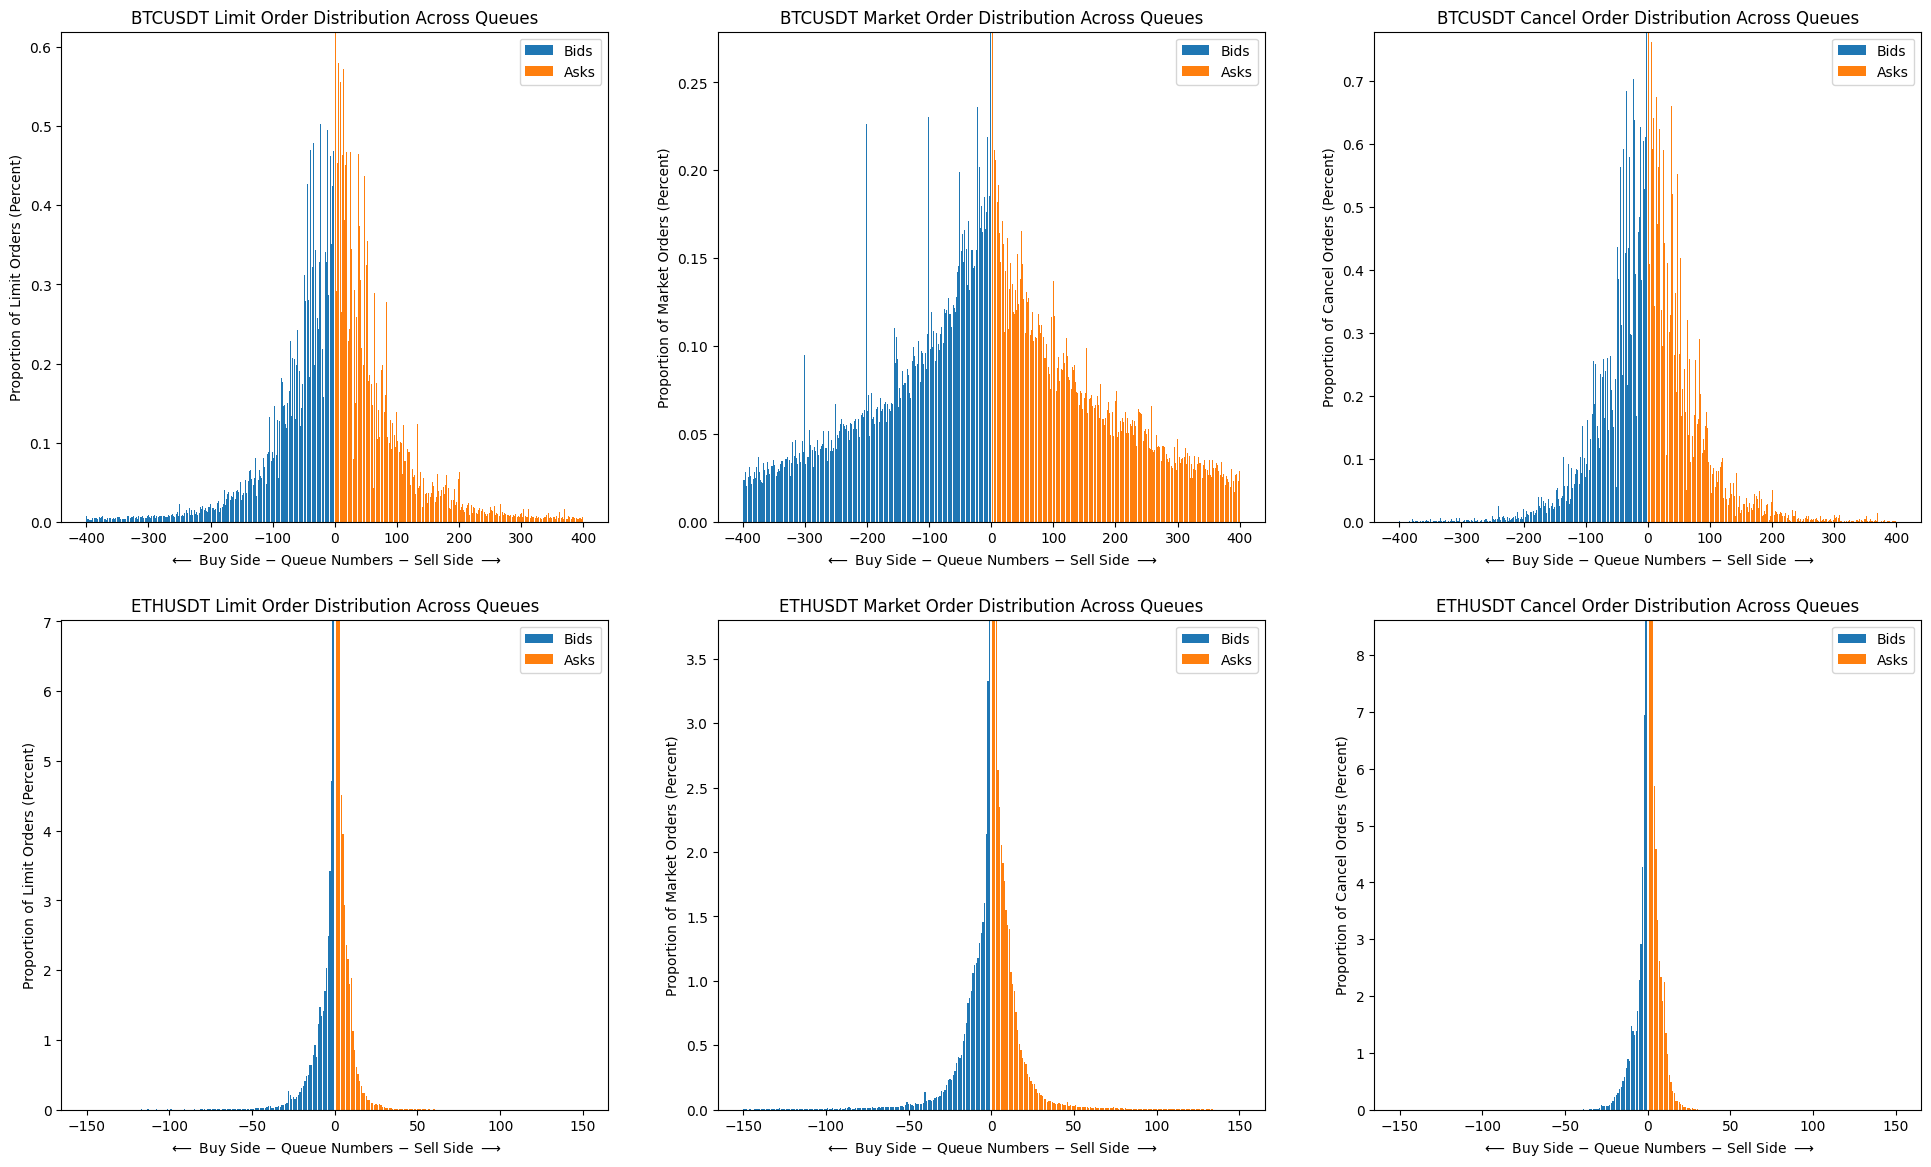 BTCUSDT Limit Order Distribution Across Queues
Proportion of Limit Orders (Percent)
0.6
0.5
0.4
0.3
0.2
0.1
0.0
Bids
Asks
−400 −300 −200 −100 0 100 200 300 400
⟵ Buy Side − Queue Numbers − Sell Side ⟶
BTCUSDT Market Order Distribution Across Queues
Proportion of Market Orders (Percent)
0.25
0.20
0.15
0.10
0.05
0.00
Bids
Asks
−400 −300 −200 −100 0 100 200 300 400
⟵ Buy Side − Queue Numbers − Sell Side ⟶
BTCUSDT Cancel Order Distribution Across Queues
Proportion of Cancel Orders (Percent)
0.7
0.6
0.5
0.4
0.3
0.2
0.1
0.0
Bids
Asks
−400 −300 −200 −100 0 100 200 300 400
⟵ Buy Side − Queue Numbers − Sell Side ⟶
ETHUSDT Limit Order Distribution Across Queues
Proportion of Limit Orders (Percent)
7
6
5
4
3
2
1
0
Bids
Asks
−150 −100 −50 0 50 100 150
⟵ Buy Side − Queue Numbers − Sell Side ⟶
ETHUSDT Market Order Distribution Across Queues
Proportion of Market Orders (Percent)
3.5
3.0
2.5
2.0
1.5
1.0
0.5
0.0
Bids
Asks
−150 −100 −50 0 50 100 150
⟵ Buy Side − Queue Numbers − Sell Side ⟶
ETHUSDT Cancel Order Distribution Across Queues
Proportion of Cancel Orders (Percent)
8
7
6
5
4
3
2
1
0
Bids
Asks
−150 −100 −50 0 50 100 150
⟵ Buy Side − Queue Numbers − Sell Side ⟶